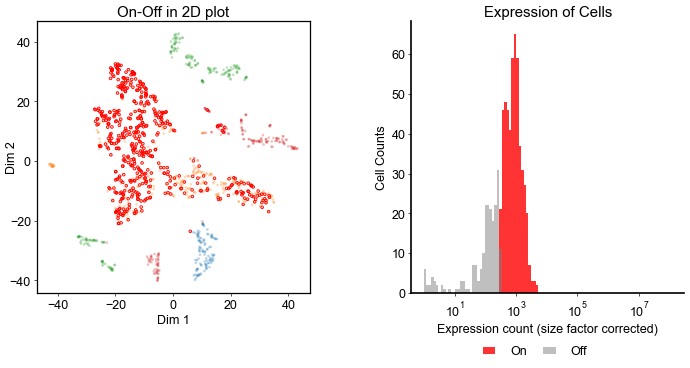 On-Off in 2D plot
Expression of Cells
40
20
0
−20
−40
Dim 2
−40 −20 0 20 40
Dim 1
60
50
40
30
20
10
0
Cell Counts
10^1 10^3 10^5 10^7
Expression count (size factor corrected)
On Off